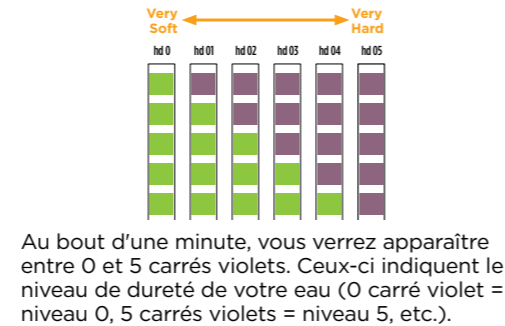 Very Very
Soft Hard
hd 0 hd 01 hd 02 hd 03 hd 04 hd 05
Au bout d'une minute, vous verrez apparaître
entre 0 et 5 carrés violets. Ceux-ci indiquent le
niveau de dureté de votre eau (0 carré violet =
niveau 0, 5 carrés violets = niveau 5, etc.).